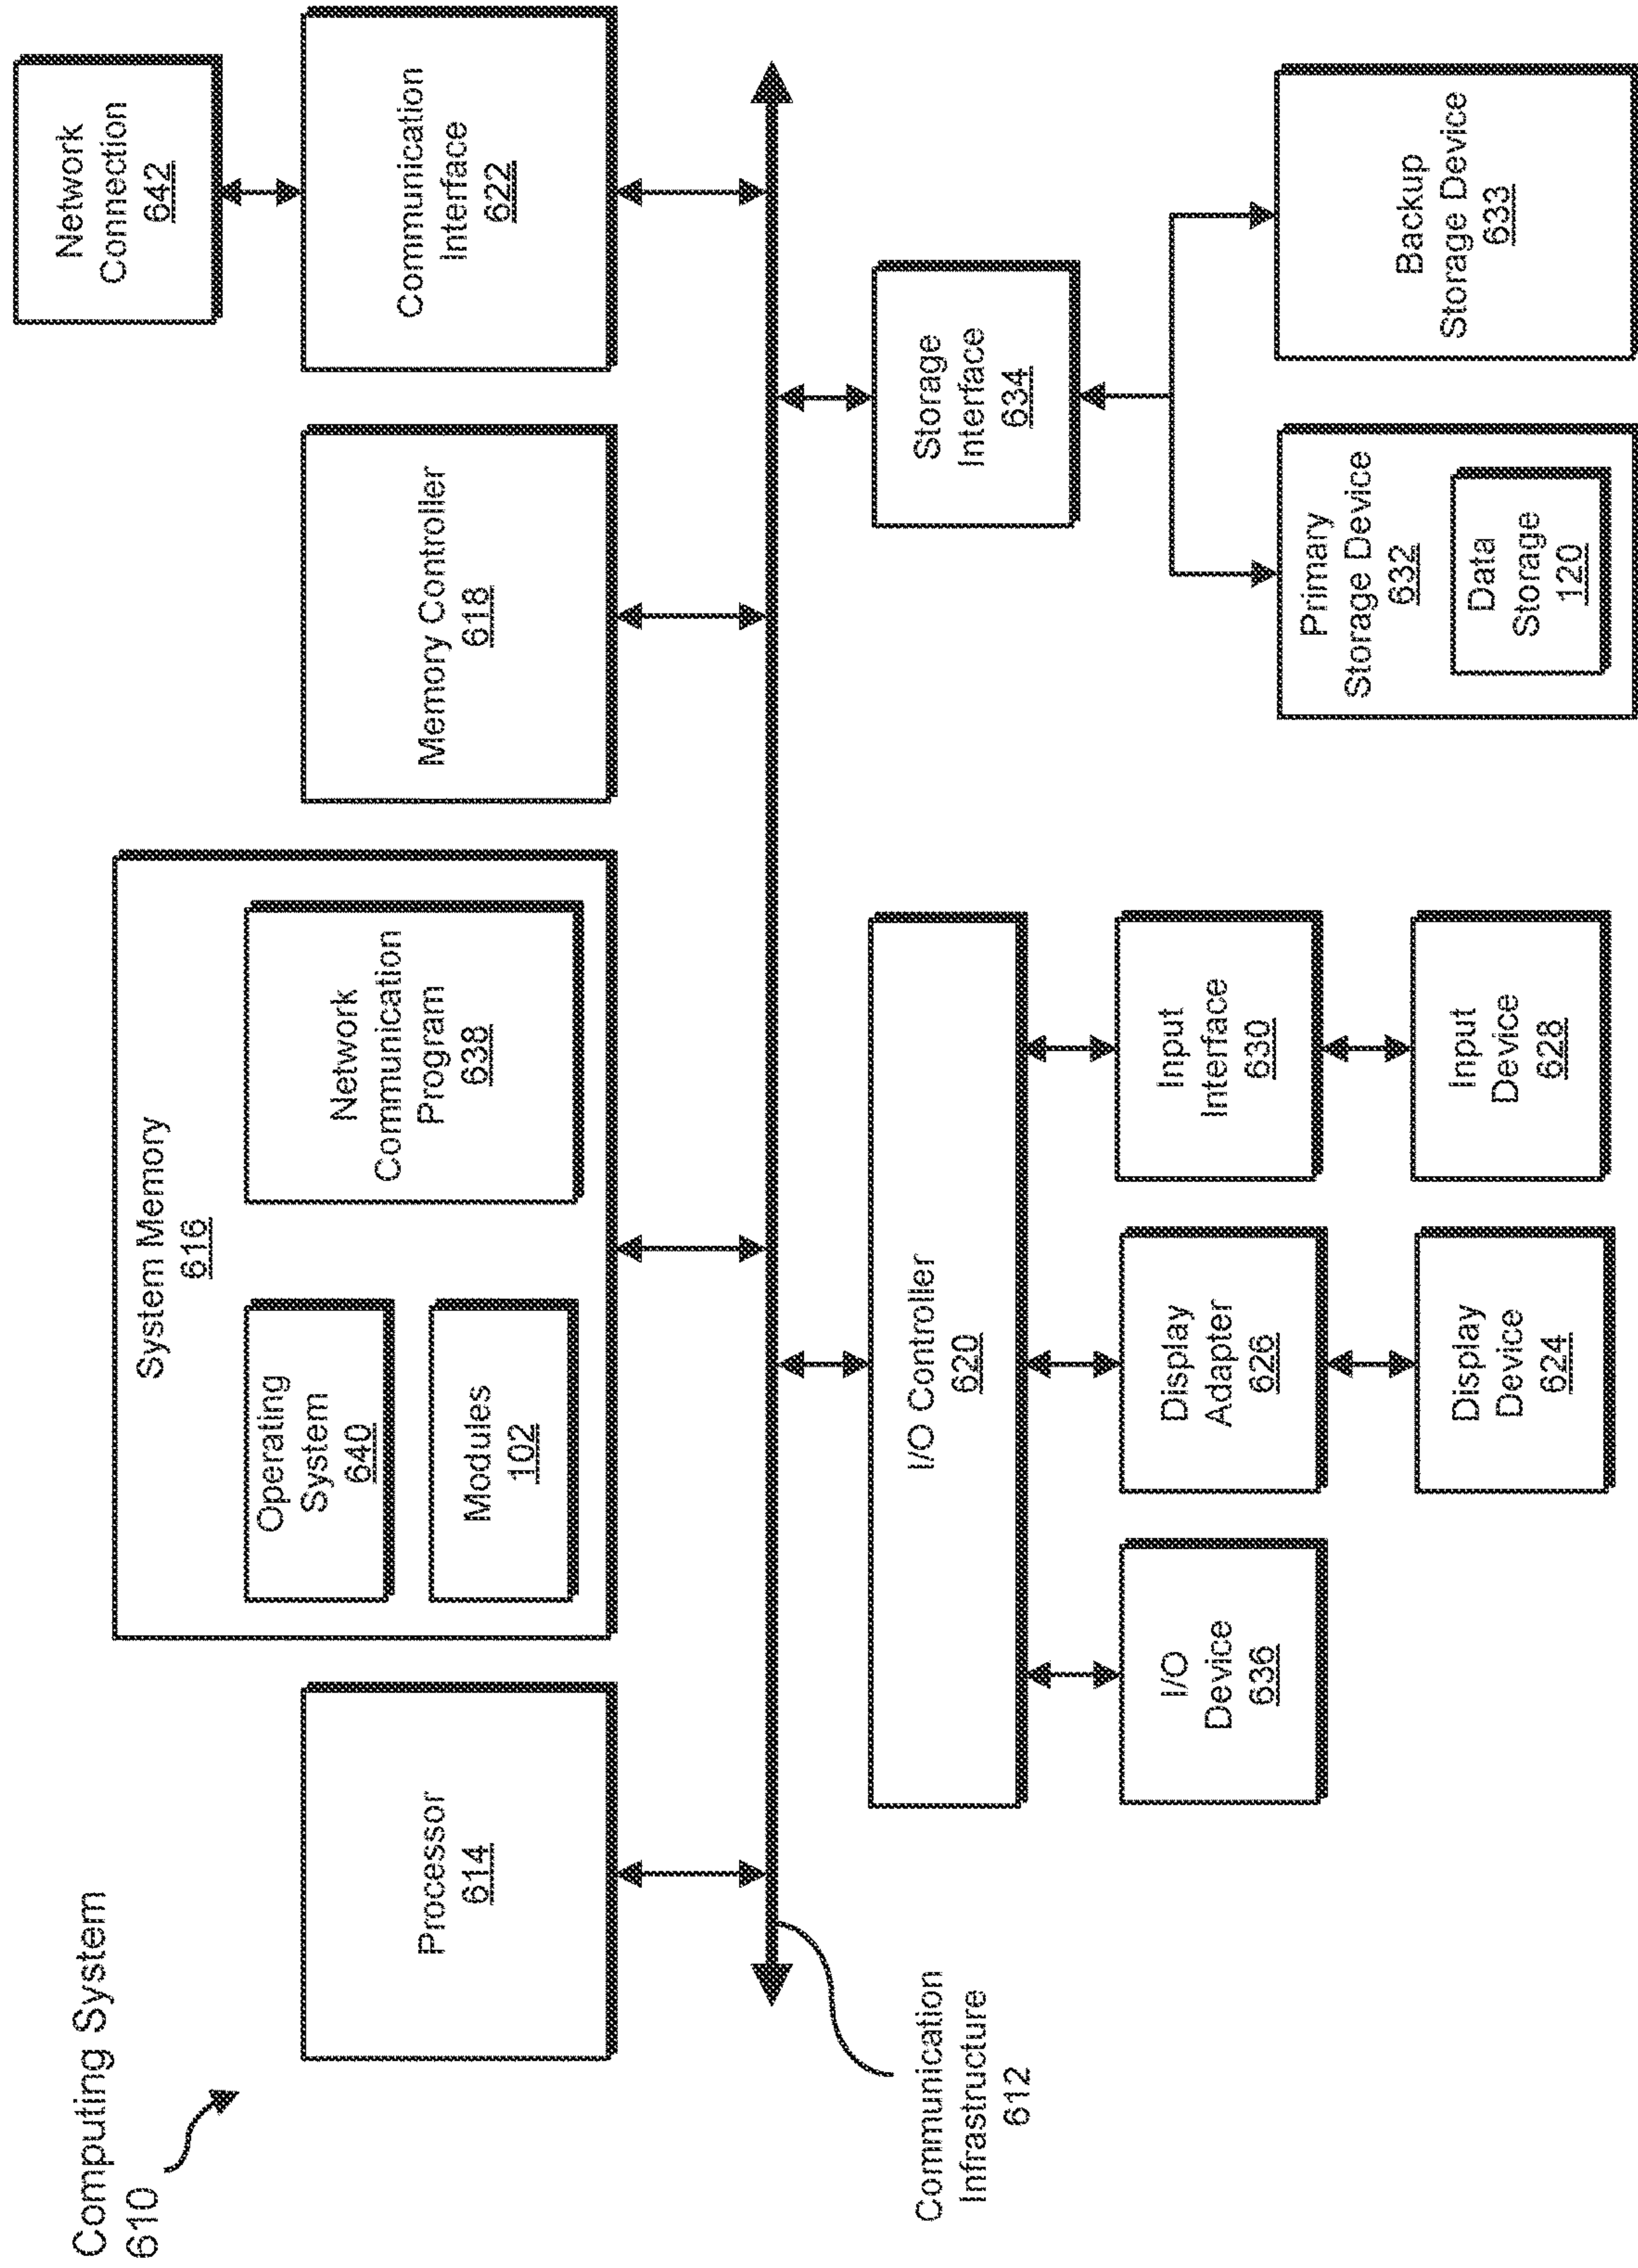 Computing System
610
Processor
614
System Memory
616
Operating
System
640
Modules
102
Network
Communication
Program
638
Memory Controller
618
Communication
Interface
622
Network
Connection
642
Communication
Infrastructure
612
I/O Controller
620
I/O
Device
636
Display
Adapter
626
Display
Device
624
Input
Interface
630
Input
Device
628
Storage
Interface
634
Primary
Storage Device
632
Data
Storage
120
Backup
Storage Device
633